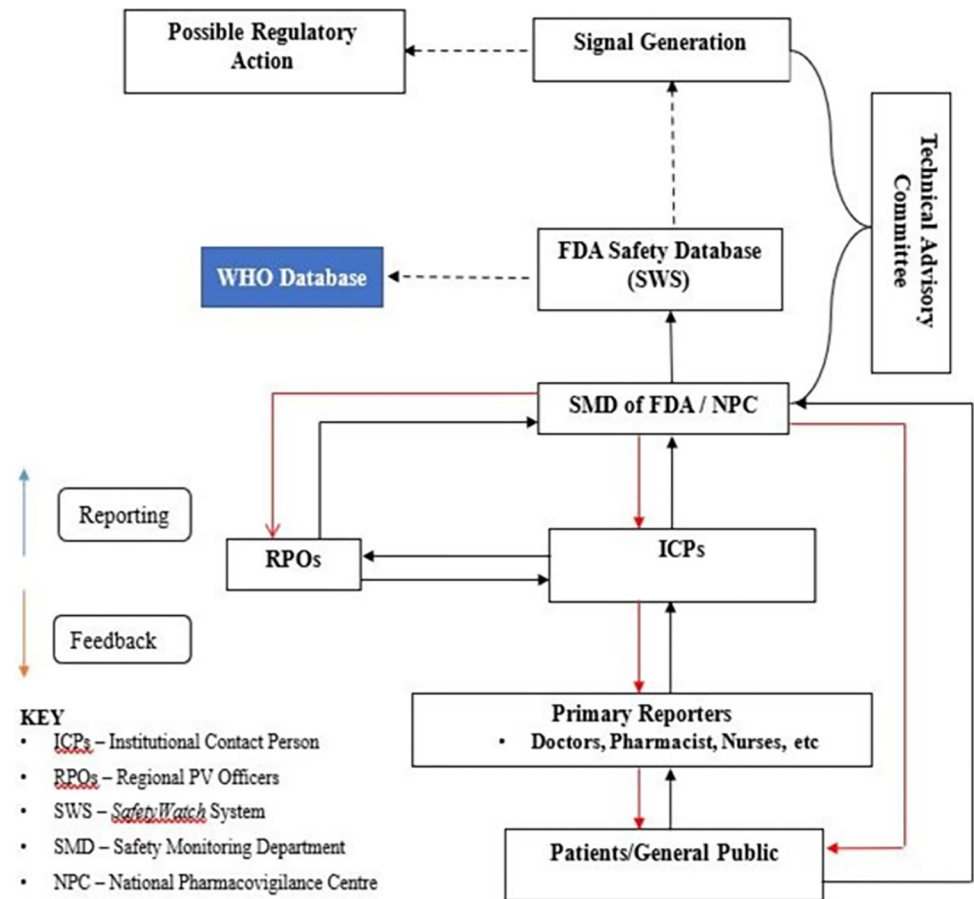 Possible Regulatory
Action
Signal Generation
Technical Advisory
Committee
WHO Database
FDA Safety Database
(SWS)
SMD of FDA / NPC
Reporting
RPOs
ICPs
Feedback
Primary Reporters
• Doctors, Pharmacist, Nurses, etc
Patients/General Public
KEY
• ICPs – Institutional Contact Person
• RPOs – Regional PV Officers
• SWS – SafetyWatch System
• SMD – Safety Monitoring Department
• NPC – National Pharmacovigilance Centre